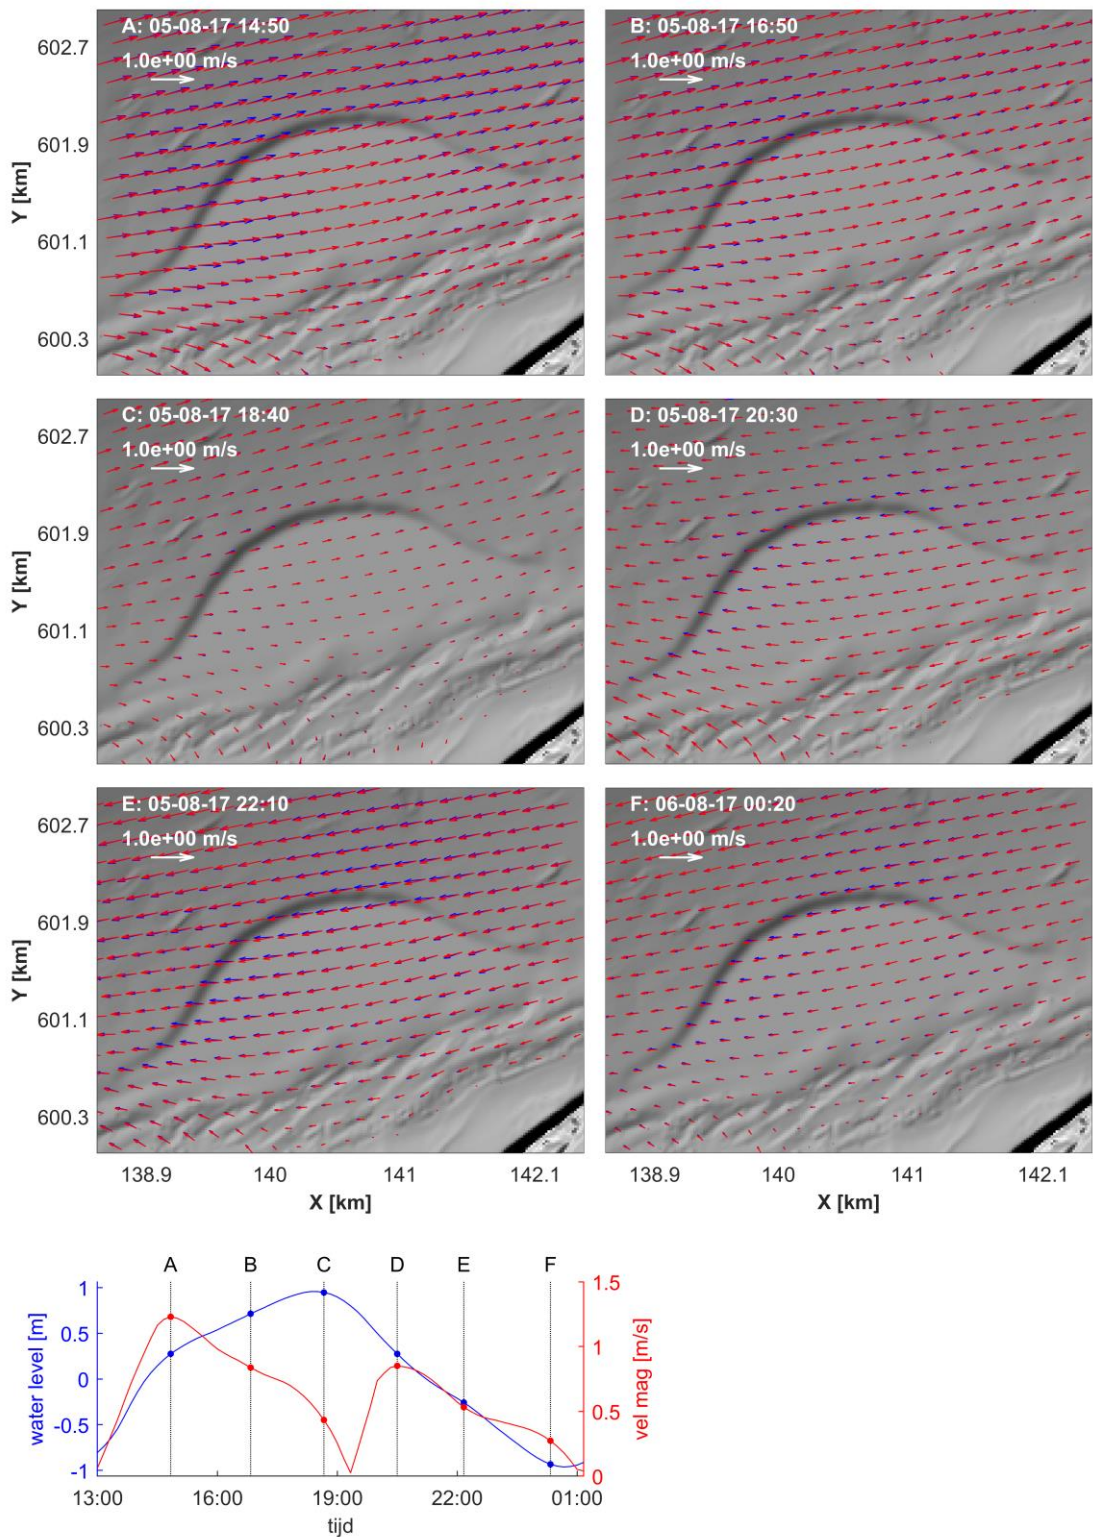 A: 05-08-17 14:50
1.0e+00 m/s
B: 05-08-17 16:50
1.0e+00 m/s
602.7
601.9
601.1
600.3
Y [km]
C: 05-08-17 18:40
1.0e+00 m/s
D: 05-08-17 20:30
1.0e+00 m/s
602.7
601.9
601.1
600.3
Y [km]
E: 05-08-17 22:10
1.0e+00 m/s
F: 06-08-17 00:20
1.0e+00 m/s
602.7
601.9
601.1
600.3
Y [km]
138.9 140 141 142.1
X [km]
138.9 140 141 142.1
X [km]
A B C D E F
1
0.5
0
-0.5
-1
water level [m]
1.5
1
0.5
0
vel mag [m/s]
13:00 16:00 19:00 22:00 01:00
tijd